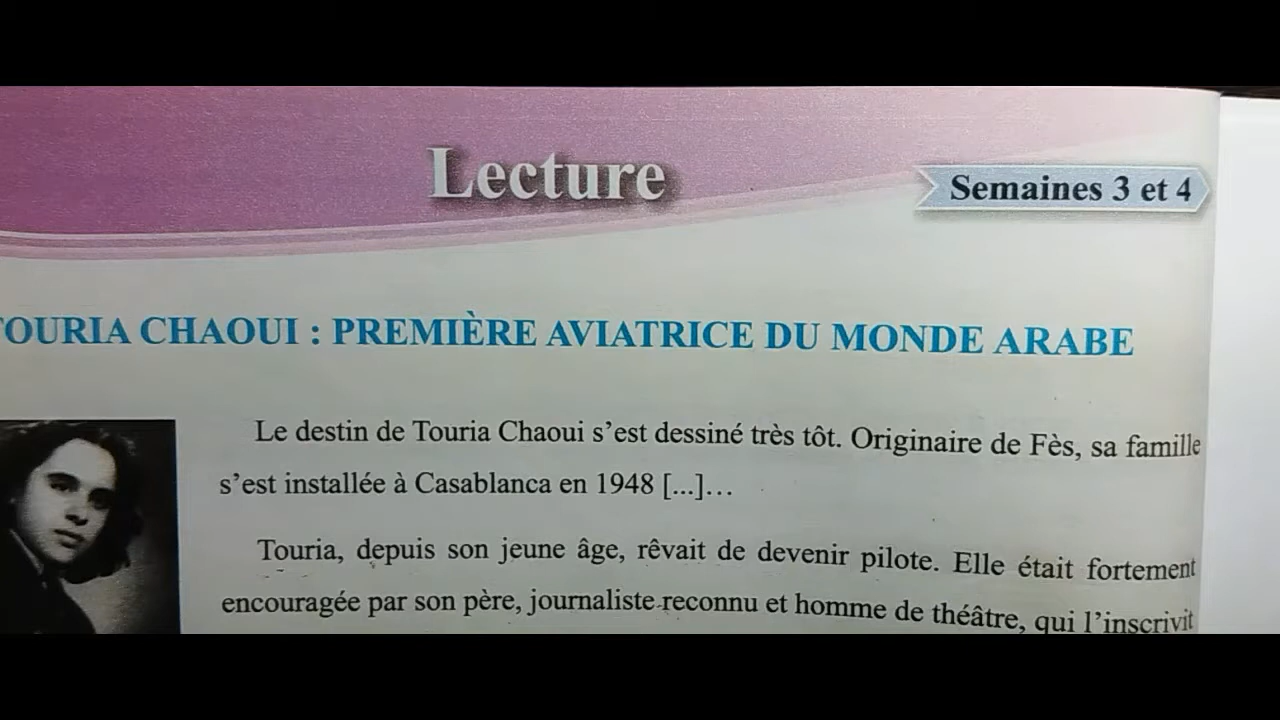 Lecture
Semaines 3 et 4
TOURIA CHAOUI : PREMIÈRE AVIATRICE DU MONDE ARABE
Le destin de Touria Chaoui s’est dessiné très tôt. Originaire de Fès, sa famille
s’est installée à Casablanca en 1948 [...]…
Touria, depuis son jeune âge, rêvait de devenir pilote. Elle était fortement
encouragée par son père, journaliste reconnu et homme de théâtre, qui l’inscrivit